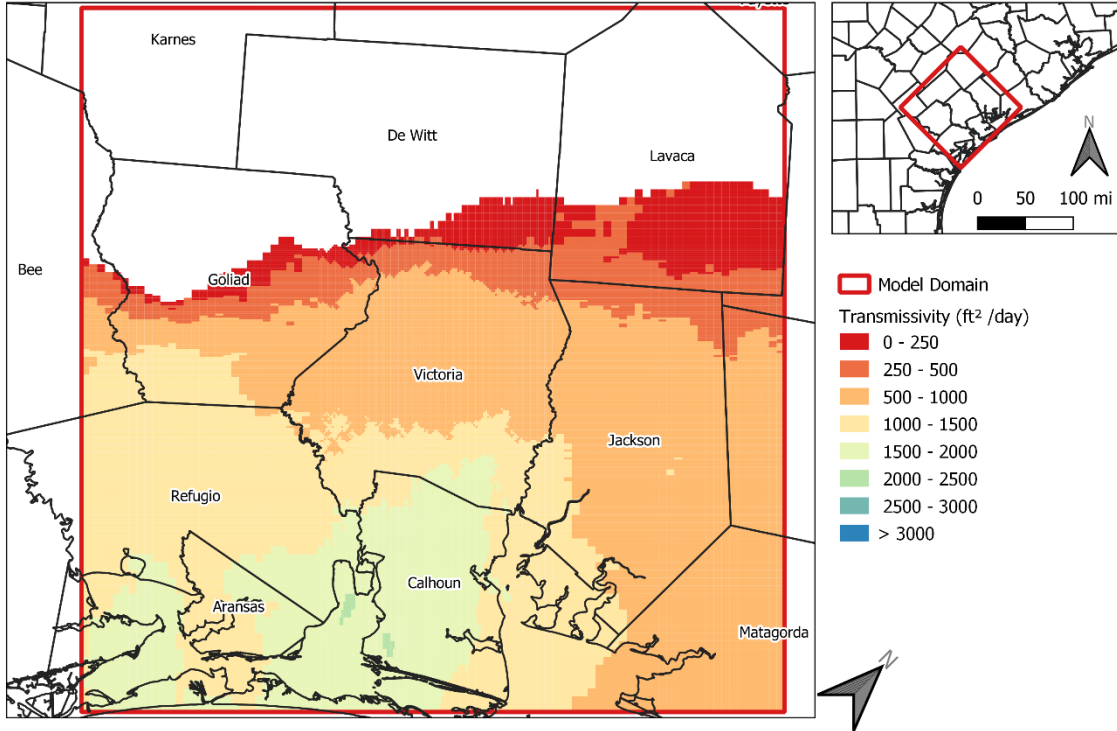 Karnes
De Witt
Lavaca
Bee
Goliad
Victoria
Jackson
Refugio
Calhoun
Aransas
Matagorda
N
0 50 100 mi
Model Domain
Transmissivity (ft² /day)
0 - 250
250 - 500
500 - 1000
1000 - 1500
1500 - 2000
2000 - 2500
2500 - 3000
> 3000
N